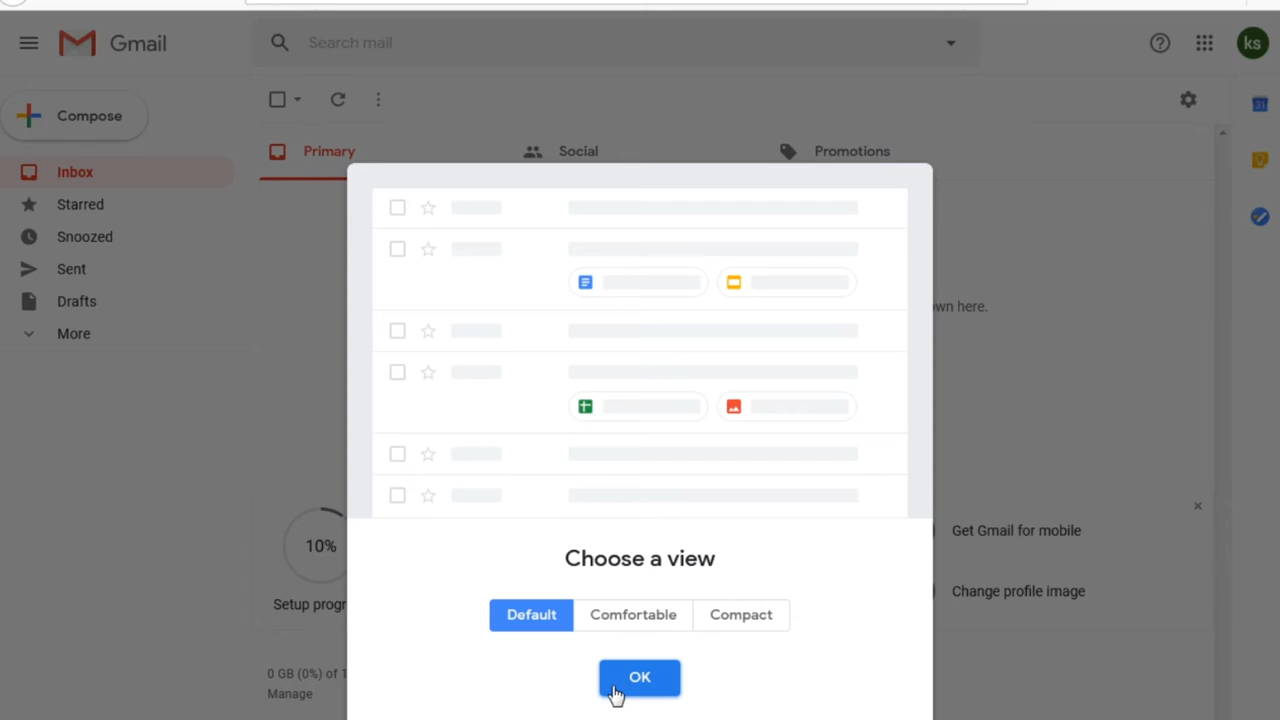 Gmail
Search mail
ks
Compose
Primary
Social
Promotions
31
Inbox
Starred
Snoozed
Sent
Drafts
More
own here.
10%
Setup progr
Get Gmail for mobile
Change profile image
Choose a view
Default
Comfortable
Compact
0 GB (0%) of 1
Manage
OK